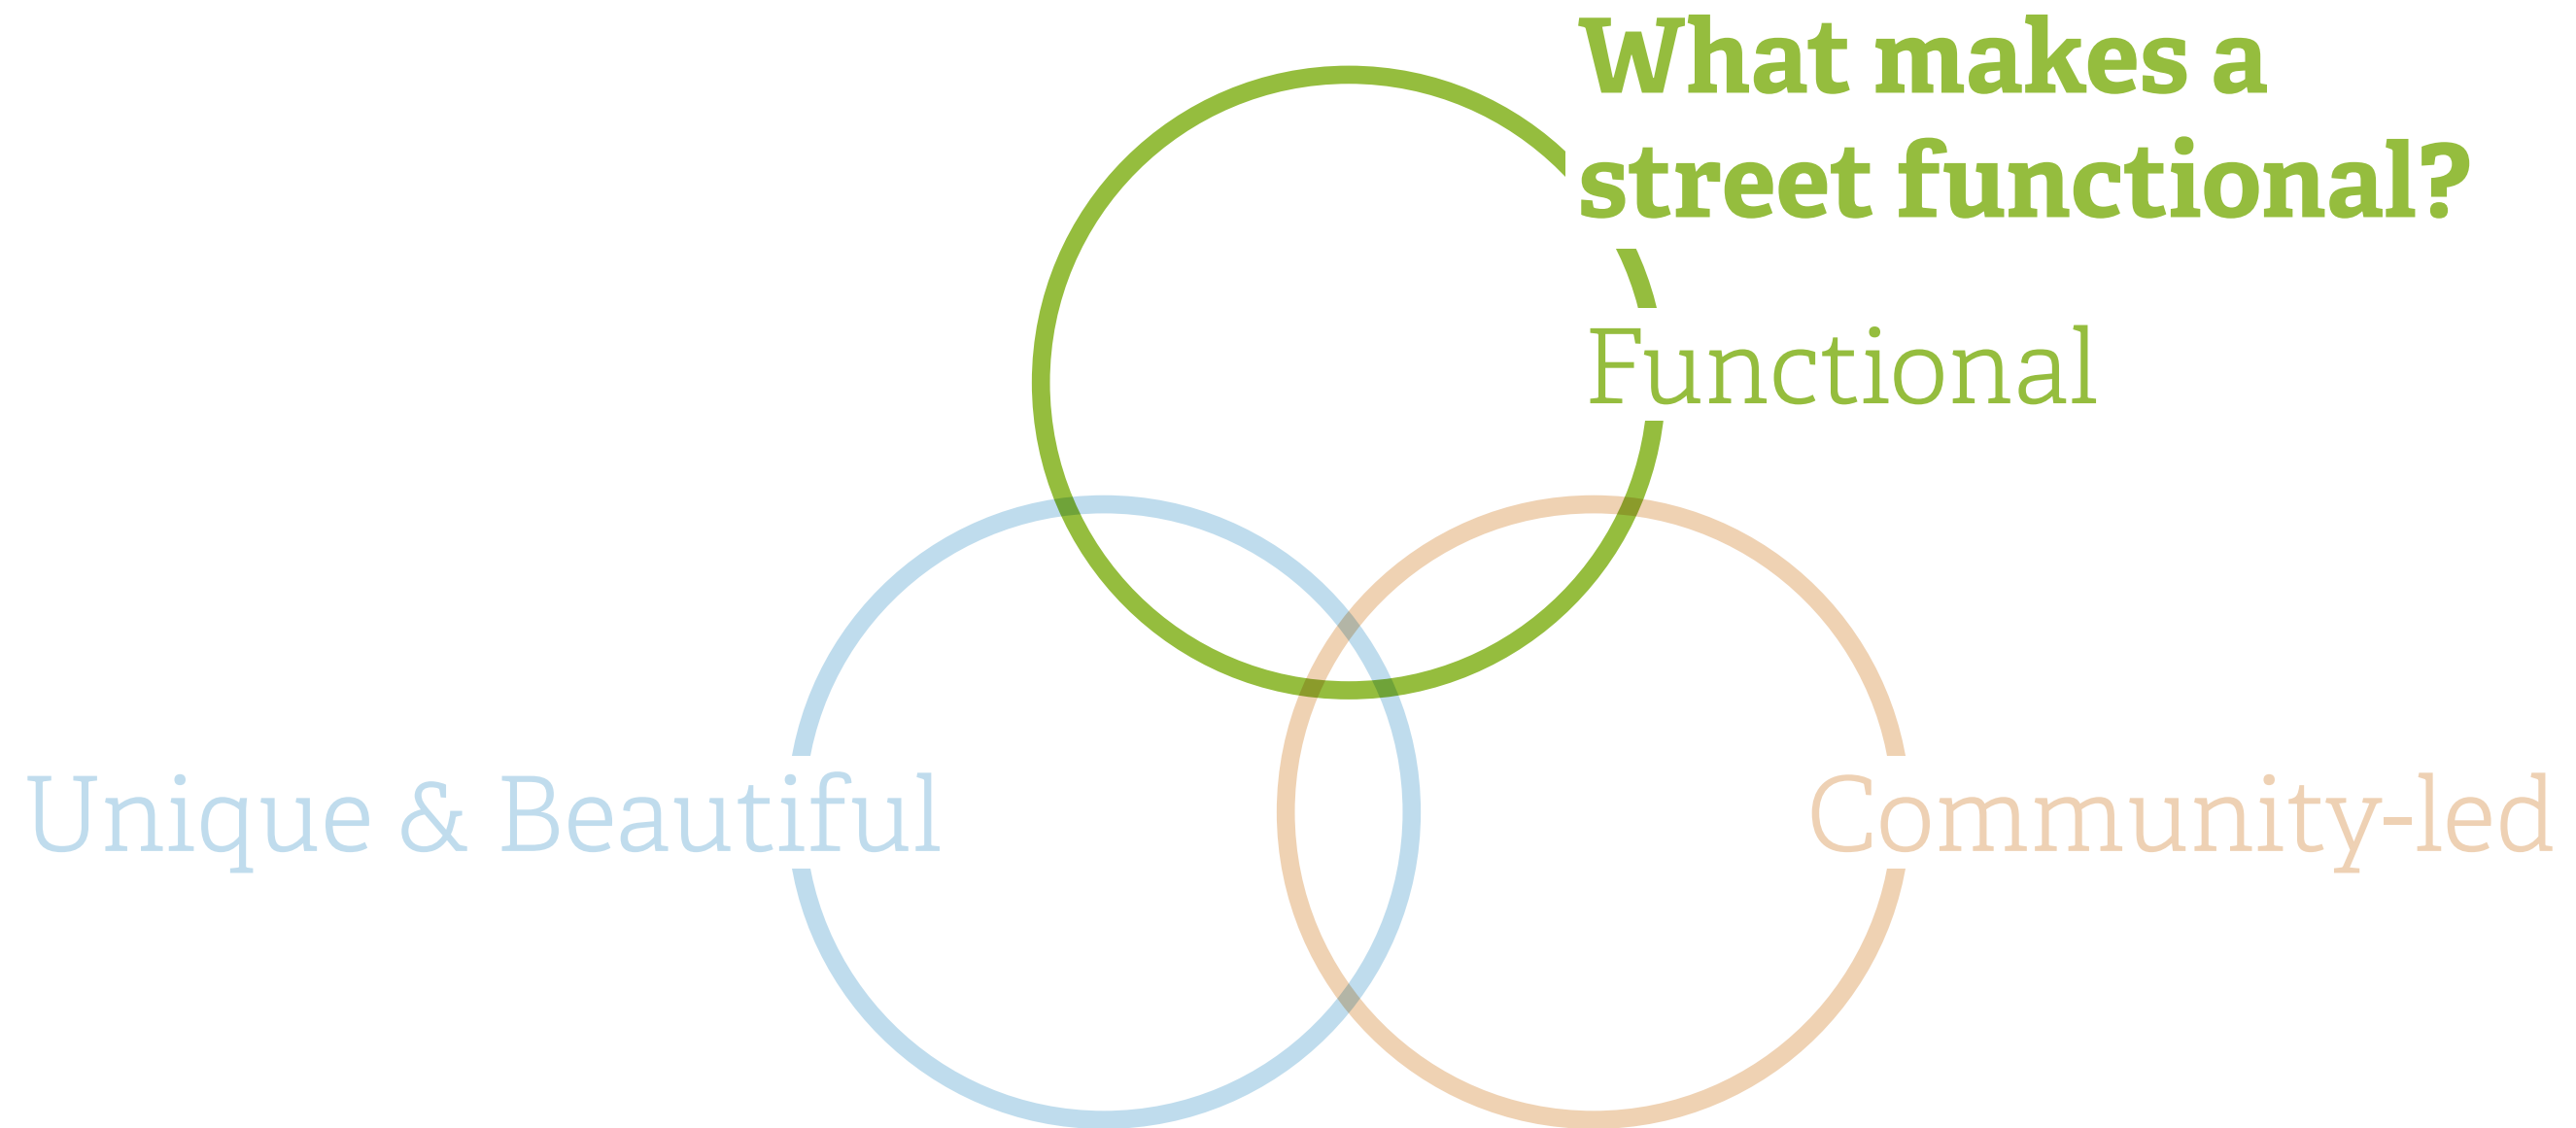 What makes a
street functional?
Functional
Unique & Beautiful
Community-led